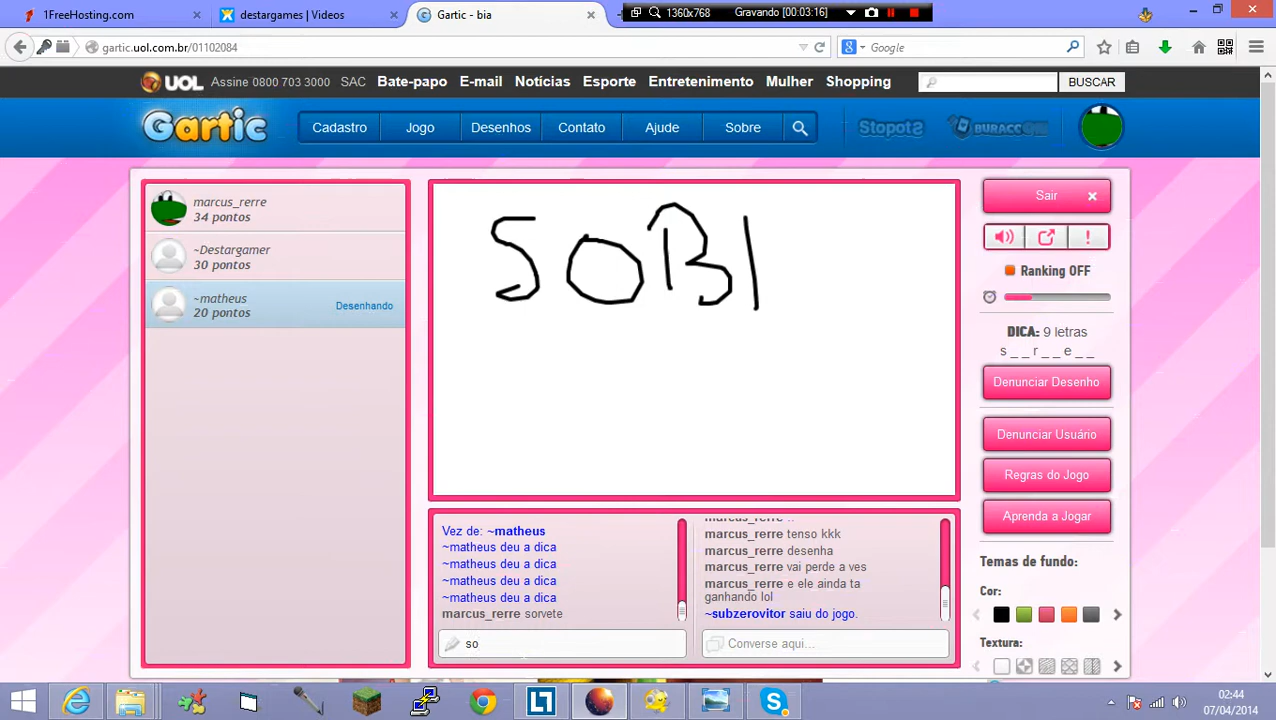 1FreeHosting.com
destargames | Videos
Gartic - bia
1360x768
Gravando [00:03:16]
gartic.uol.com.br/01102084
Google
UOL Assine 0800 703 3000 SAC Bate-papo E-mail Notícias Esporte Entretenimento Mulher Shopping BUSCAR
Gartic Cadastro Jogo Desenhos Contato Ajude Sobre StopotS BURACO
marcus_rerre
34 pontos
~Destargamer
30 pontos
~matheus
20 pontos
Desenhando
SOBI
Sair
Ranking OFF
DICA: 9 letras
s _ _ r _ _ e _ _
Denunciar Desenho
Denunciar Usuário
Regras do Jogo
Aprenda a Jogar
Temas de fundo:
Cor:
Textura:
Vez de: ~matheus
~matheus deu a dica
~matheus deu a dica
~matheus deu a dica
~matheus deu a dica
marcus_rerre sorvete
so
marcus_rerre ..
marcus_rerre tenso kkk
marcus_rerre desenha
marcus_rerre vai perde a ves
marcus_rerre e ele ainda ta
ganhando lol
~subzerovitor saiu do jogo.
Converse aqui...
02:44
07/04/2014